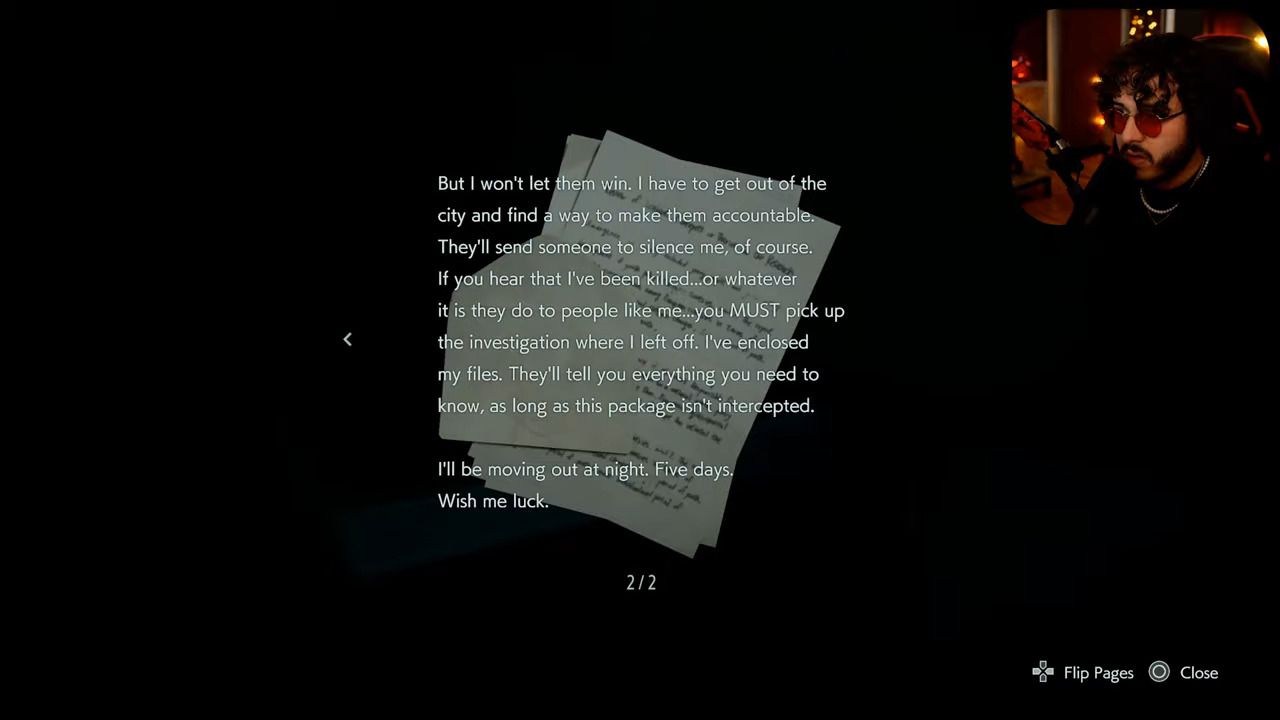 But I won't let them win. I have to get out of the
city and find a way to make them accountable.
They'll send someone to silence me, of course.
If you hear that I've been killed...or whatever
it is they do to people like me...you MUST pick up
the investigation where I left off. I've enclosed
my files. They'll tell you everything you need to
know, as long as this package isn't intercepted.
I'll be moving out at night. Five days.
Wish me luck.
2/2
Flip Pages
Close